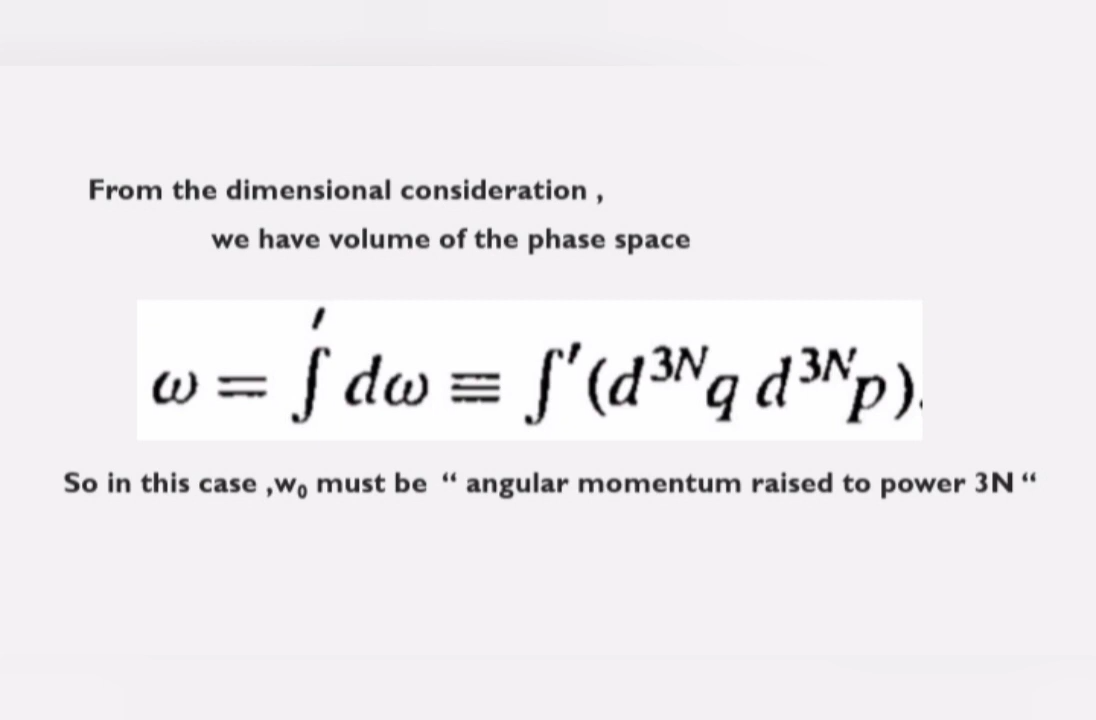 From the dimensional consideration ,
we have volume of the phase space
ω = ∫′ dω ≡ ∫′ (d³ᴺq d³ᴺp).
So in this case ,w₀ must be “ angular momentum raised to power 3N “